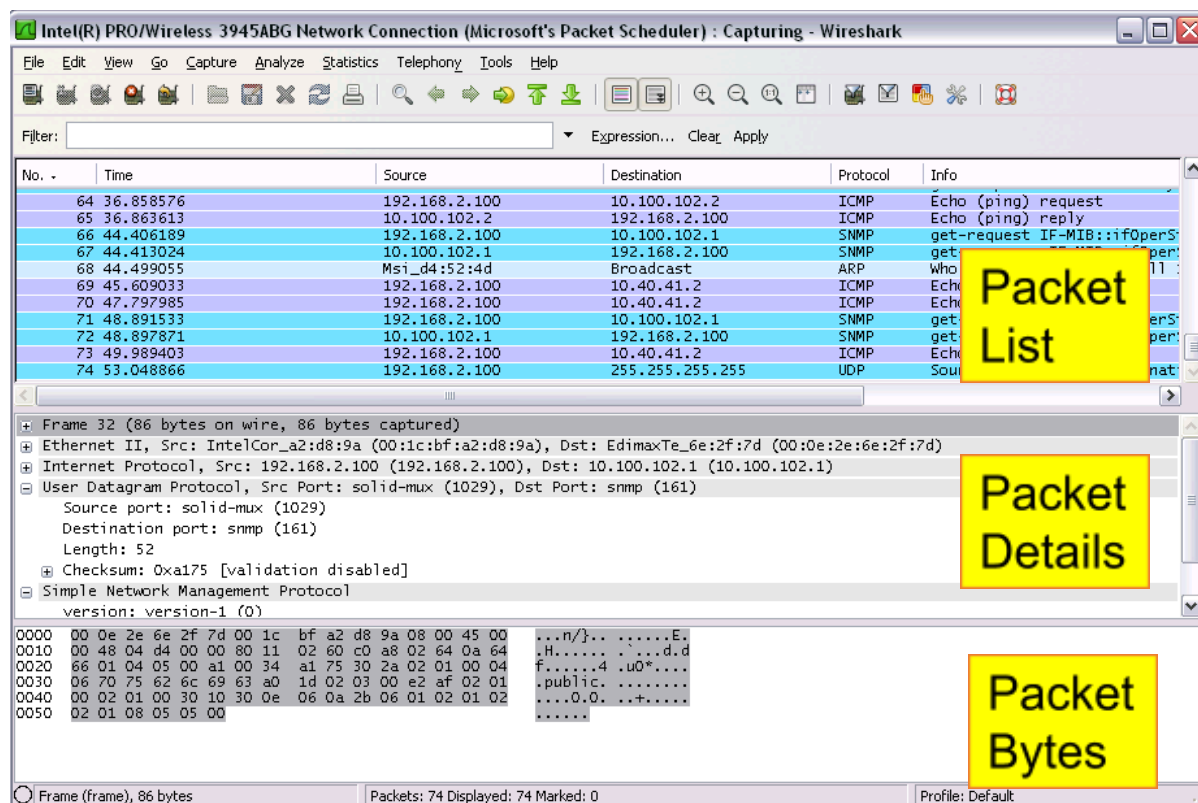 Intel(R) PRO/Wireless 3945ABG Network Connection (Microsoft's Packet Scheduler) : Capturing - Wireshark
File Edit View Go Capture Analyze Statistics Telephony Tools Help
Filter: Expression... Clear Apply
No. Time Source Destination Protocol Info
64 36.858576 192.168.2.100 10.100.102.2 ICMP Echo (ping) request
65 36.863613 10.100.102.2 192.168.2.100 ICMP Echo (ping) reply
66 44.406189 192.168.2.100 10.100.102.1 SNMP get-request IF-MIB::ifOperS
67 44.413024 10.100.102.1 192.168.2.100 SNMP
68 44.499055 Msi_d4:52:4d Broadcast ARP Who
69 45.609033 192.168.2.100 10.40.41.2 ICMP
70 47.797985 192.168.2.100 10.40.41.2 ICMP
71 48.891533 192.168.2.100 10.100.102.1 SNMP
72 48.897871 10.100.102.1 192.168.2.100 SNMP
73 49.989403 192.168.2.100 10.40.41.2 ICMP
74 53.048866 192.168.2.100 255.255.255.255 UDP
Packet
List
Frame 32 (86 bytes on wire, 86 bytes captured)
Ethernet II, Src: IntelCor_a2:d8:9a (00:1c:bf:a2:d8:9a), Dst: EdimaxTe_6e:2f:7d (00:0e:2e:6e:2f:7d)
Internet Protocol, Src: 192.168.2.100 (192.168.2.100), Dst: 10.100.102.1 (10.100.102.1)
User Datagram Protocol, Src Port: solid-mux (1029), Dst Port: snmp (161)
Source port: solid-mux (1029)
Destination port: snmp (161)
Length: 52
Checksum: 0xa175 [validation disabled]
Simple Network Management Protocol
version: version-1 (0)
Packet
Details
0000 00 0e 2e 6e 2f 7d 00 1c bf a2 d8 9a 08 00 45 00 ...n/}.. ......E.
0010 00 48 04 d4 00 00 80 11 02 60 c0 a8 02 64 0a 64 .H...... .`...d.d
0020 66 01 04 05 00 a1 00 34 a1 75 30 2a 02 01 00 04 f......4 .u0*....
0030 06 70 75 62 6c 69 63 a0 1d 02 03 00 e2 af 02 01 .public. ........
0040 00 02 01 00 30 10 30 0e 06 0a 2b 06 01 02 01 02 ....0.0. ..+.....
0050 02 01 08 05 05 00 ......
Packet
Bytes
Frame (frame), 86 bytes Packets: 74 Displayed: 74 Marked: 0 Profile: Default